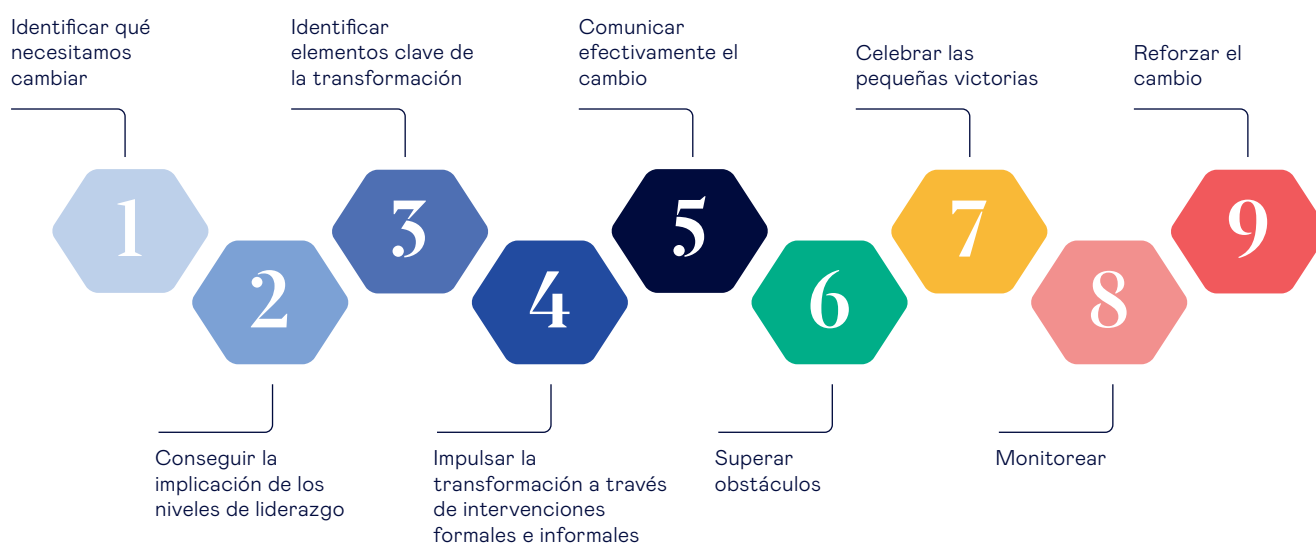 Identificar qué
necesitamos
cambiar
Identificar
elementos clave de
la transformación
Comunicar
efectivamente el
cambio
Celebrar las
pequeñas victorias
Reforzar el
cambio
1
2
3
4
5
6
7
8
9
Conseguir la
implicación de los
niveles de liderazgo
Impulsar la
transformación a través
de intervenciones
formales e informales
Superar
obstáculos
Monitorear